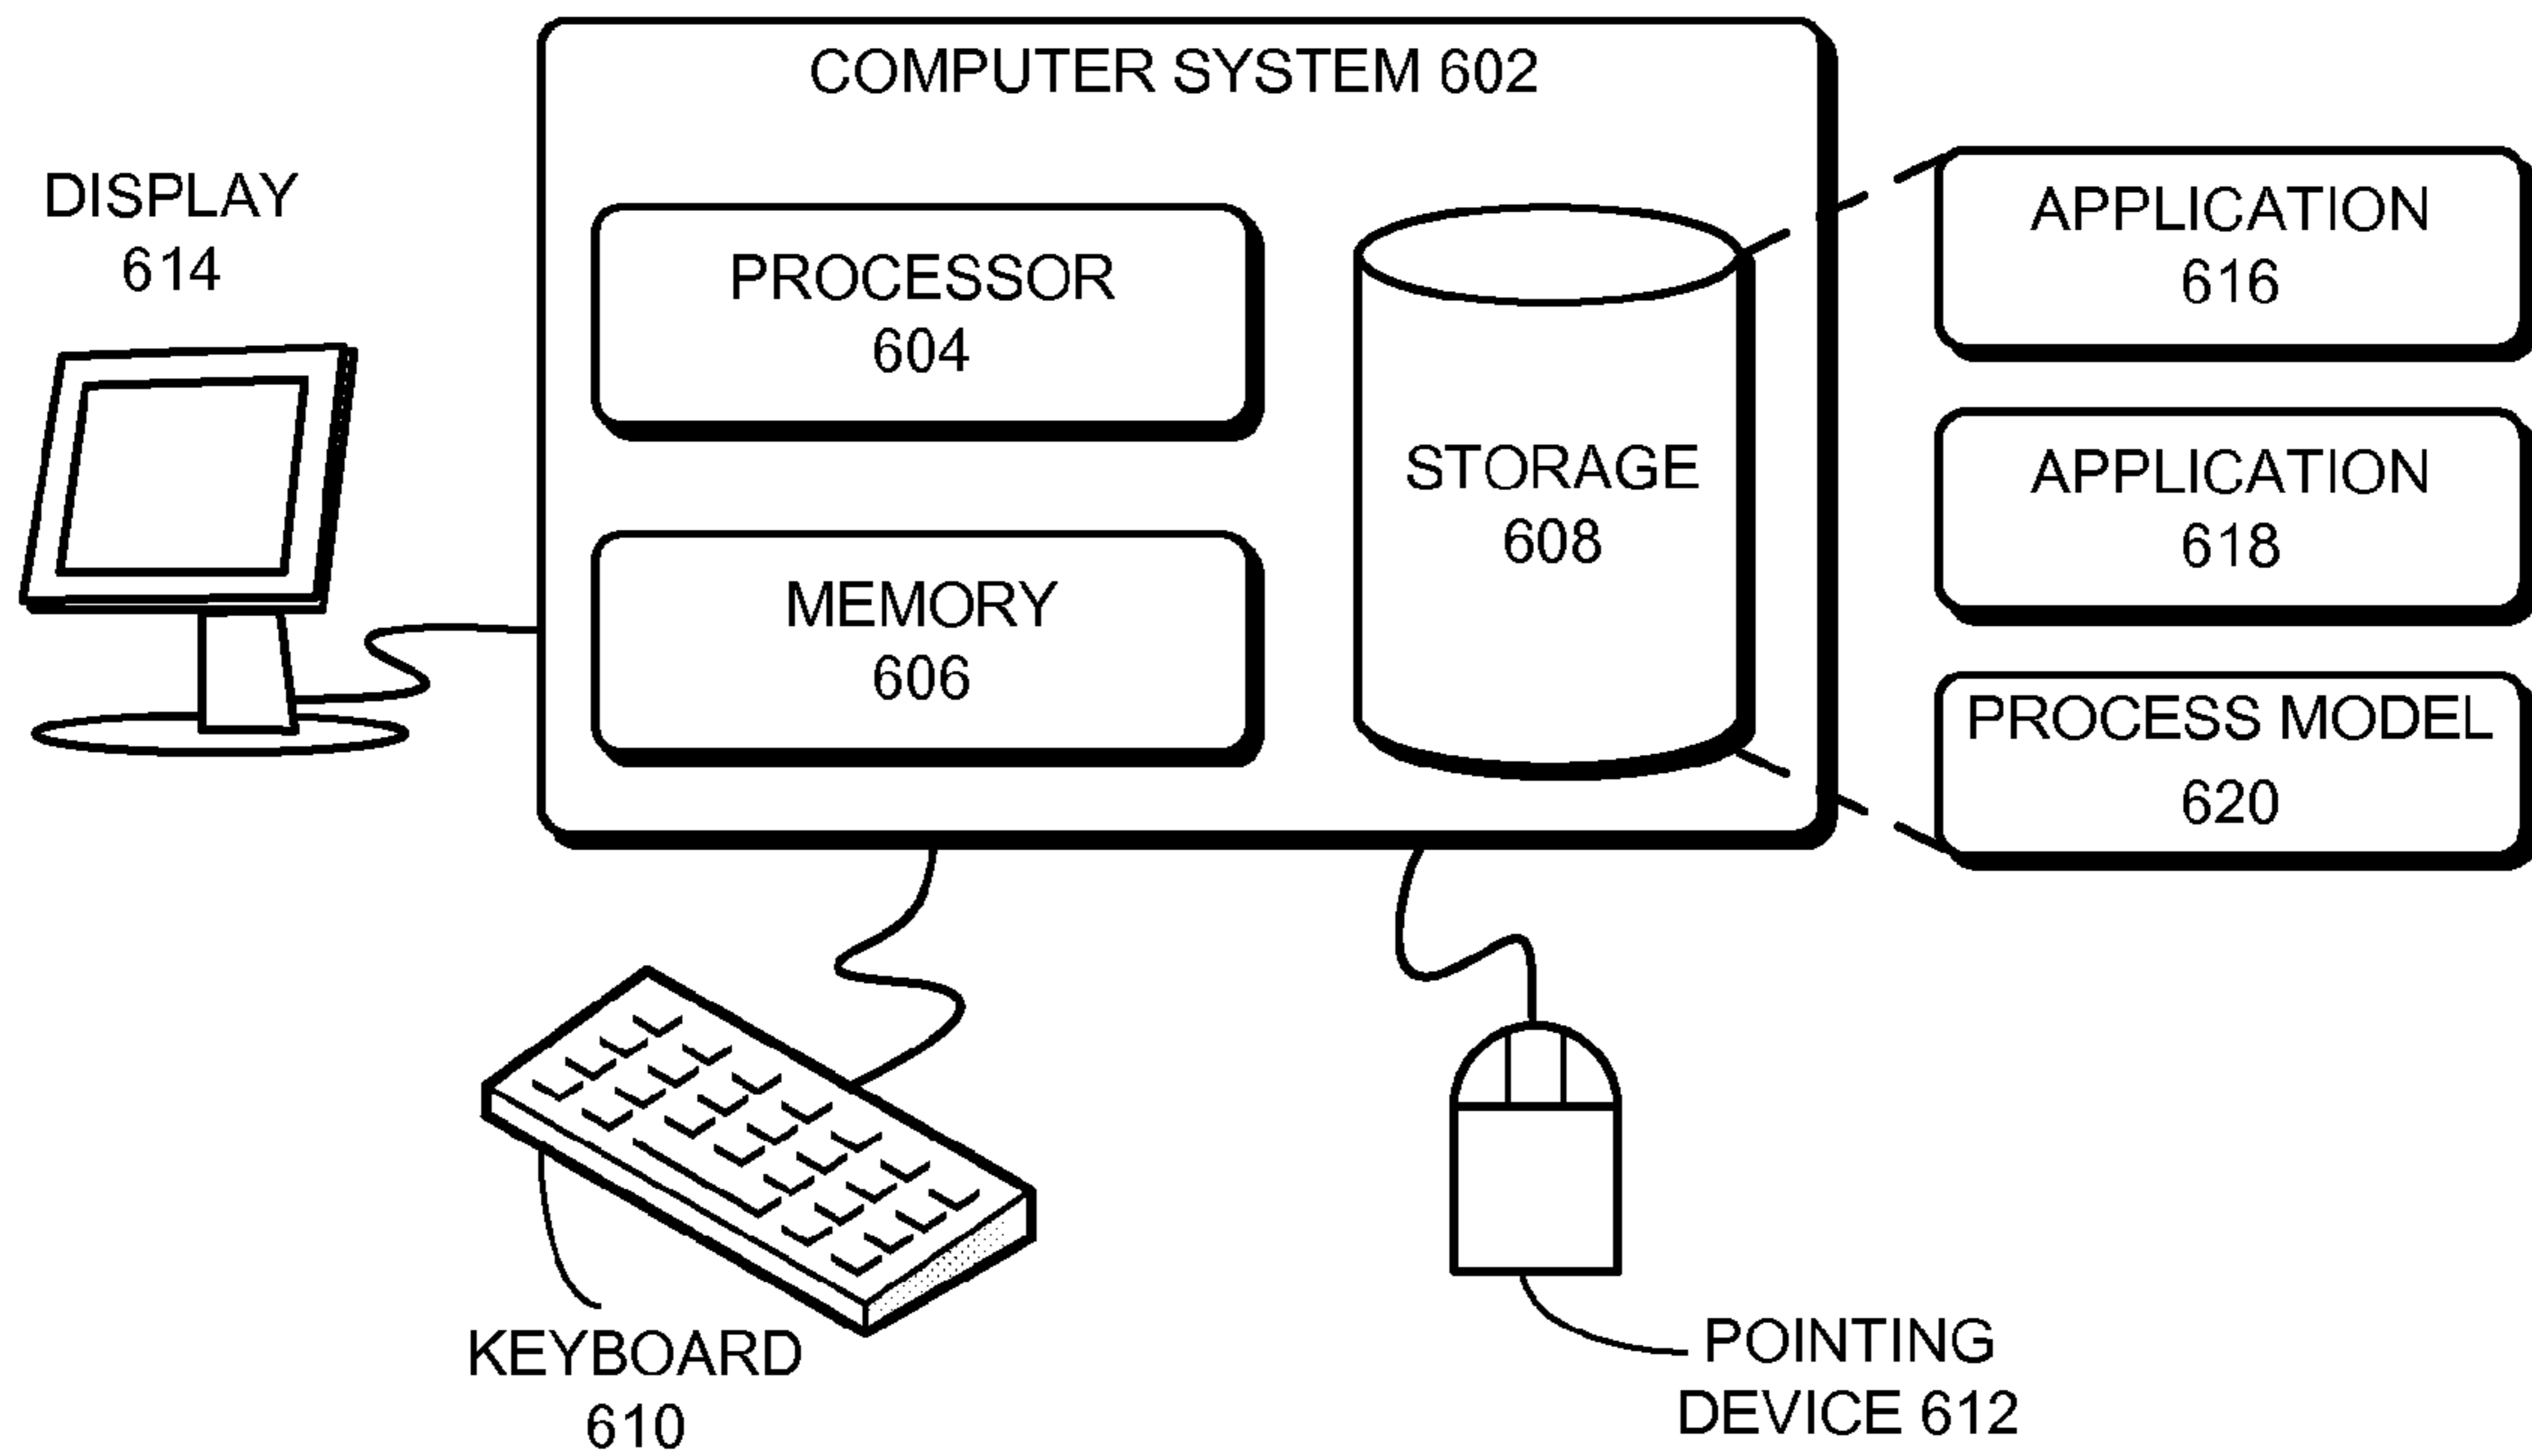 COMPUTER SYSTEM 602
DISPLAY
614
PROCESSOR
604
MEMORY
606
STORAGE
608
APPLICATION
616
APPLICATION
618
PROCESS MODEL
620
KEYBOARD
610
POINTING
DEVICE 612